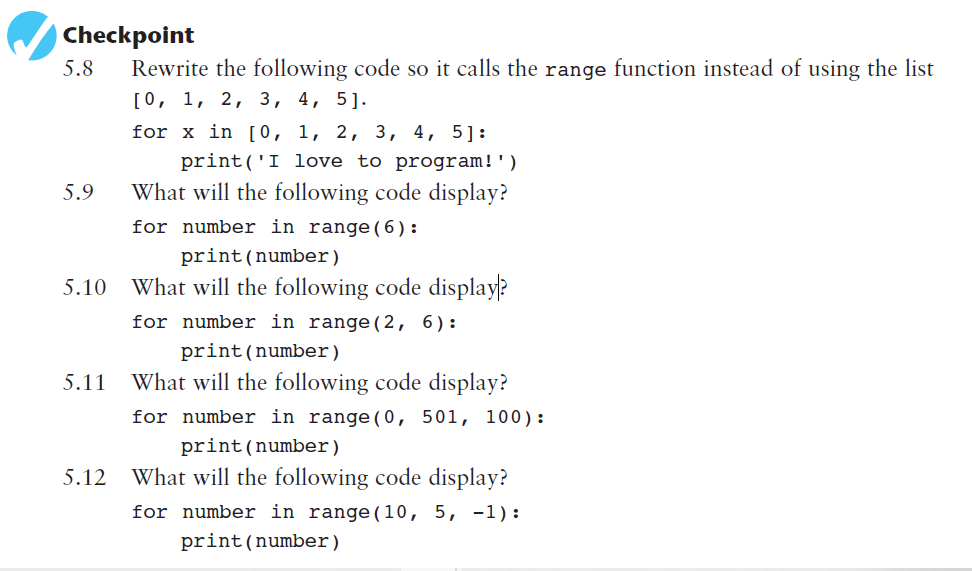 Checkpoint
5.8 Rewrite the following code so it calls the range function instead of using the list
[0, 1, 2, 3, 4, 5].
for x in [0, 1, 2, 3, 4, 5]:
    print('I love to program!')
5.9 What will the following code display?
for number in range(6):
    print(number)
5.10 What will the following code display?
for number in range(2, 6):
    print(number)
5.11 What will the following code display?
for number in range(0, 501, 100):
    print(number)
5.12 What will the following code display?
for number in range(10, 5, -1):
    print(number)